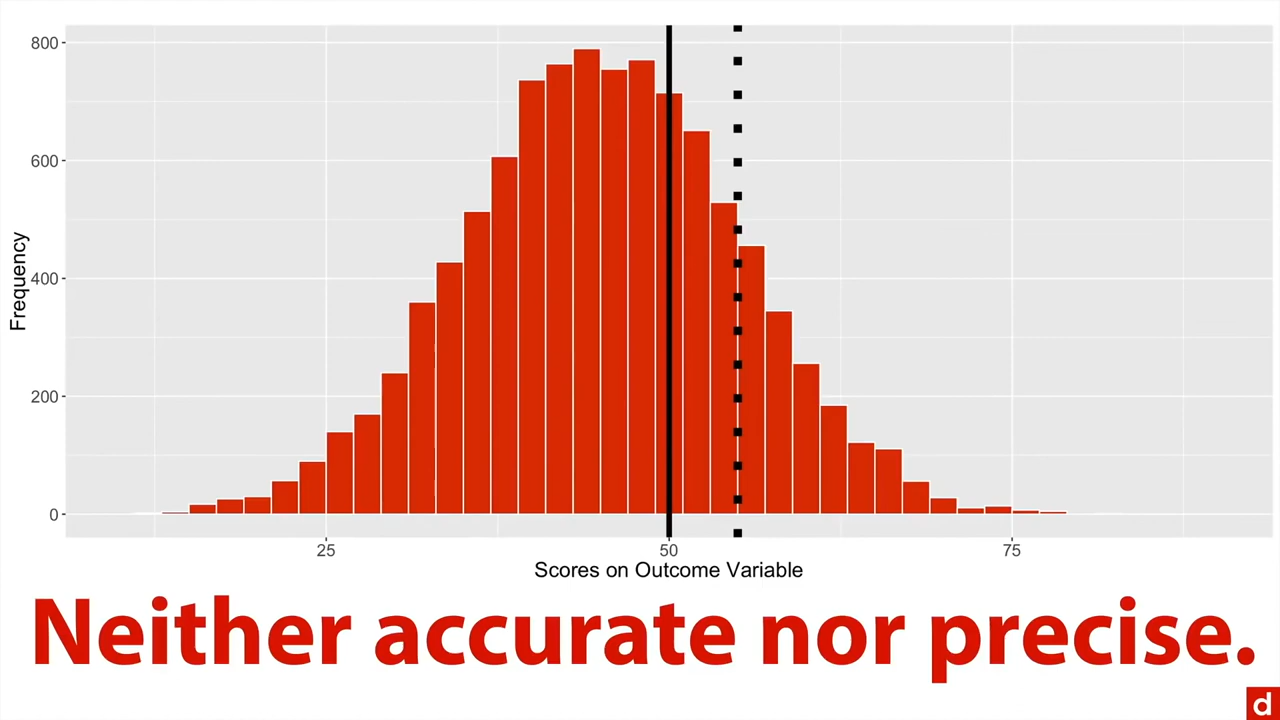 800
600
400
200
0
Frequency
25 50 75
Scores on Outcome Variable
Neither accurate nor precise.
d